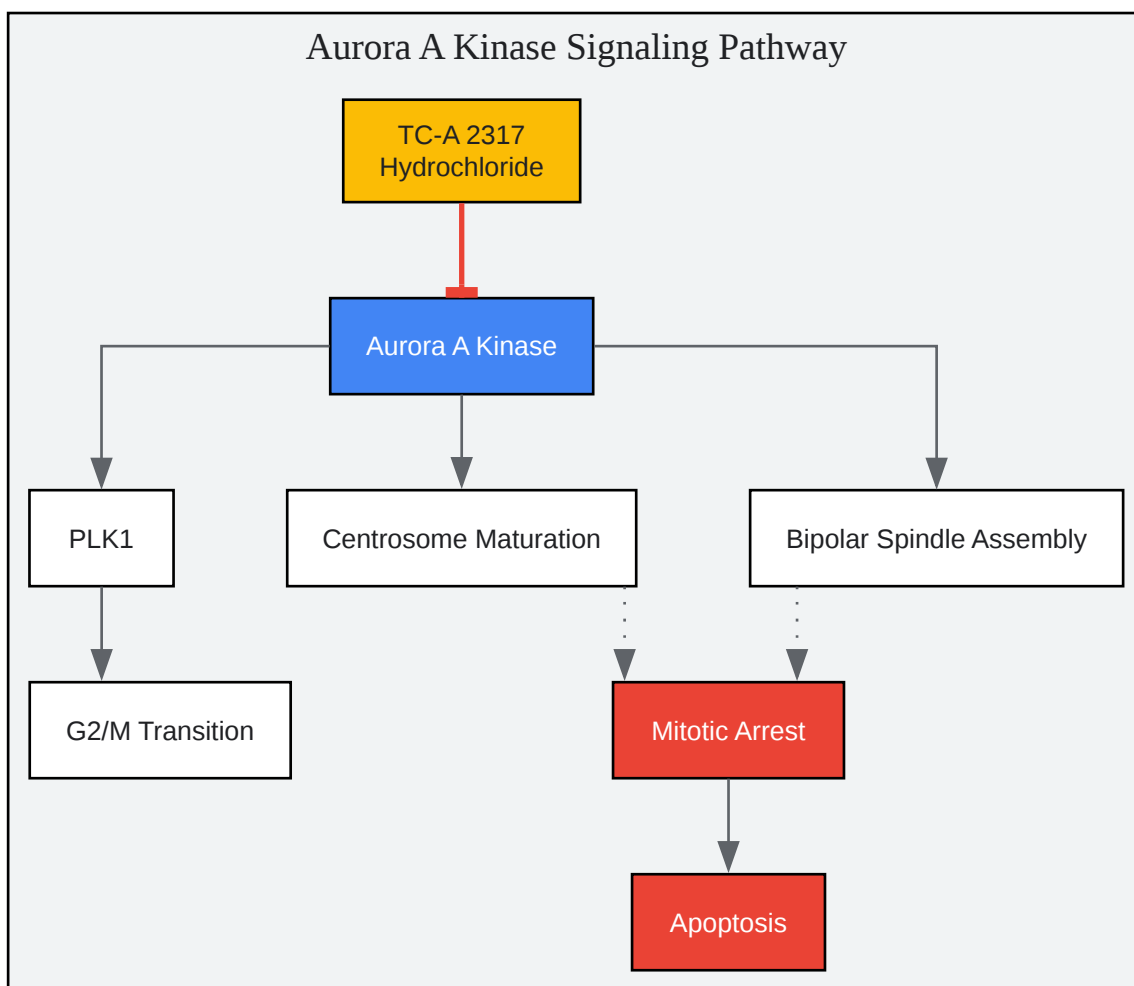 Aurora A Kinase Signaling Pathway
TC-A 2317
Hydrochloride
Aurora A Kinase
PLK1
Centrosome Maturation
Bipolar Spindle Assembly
G2/M Transition
Mitotic Arrest
Apoptosis